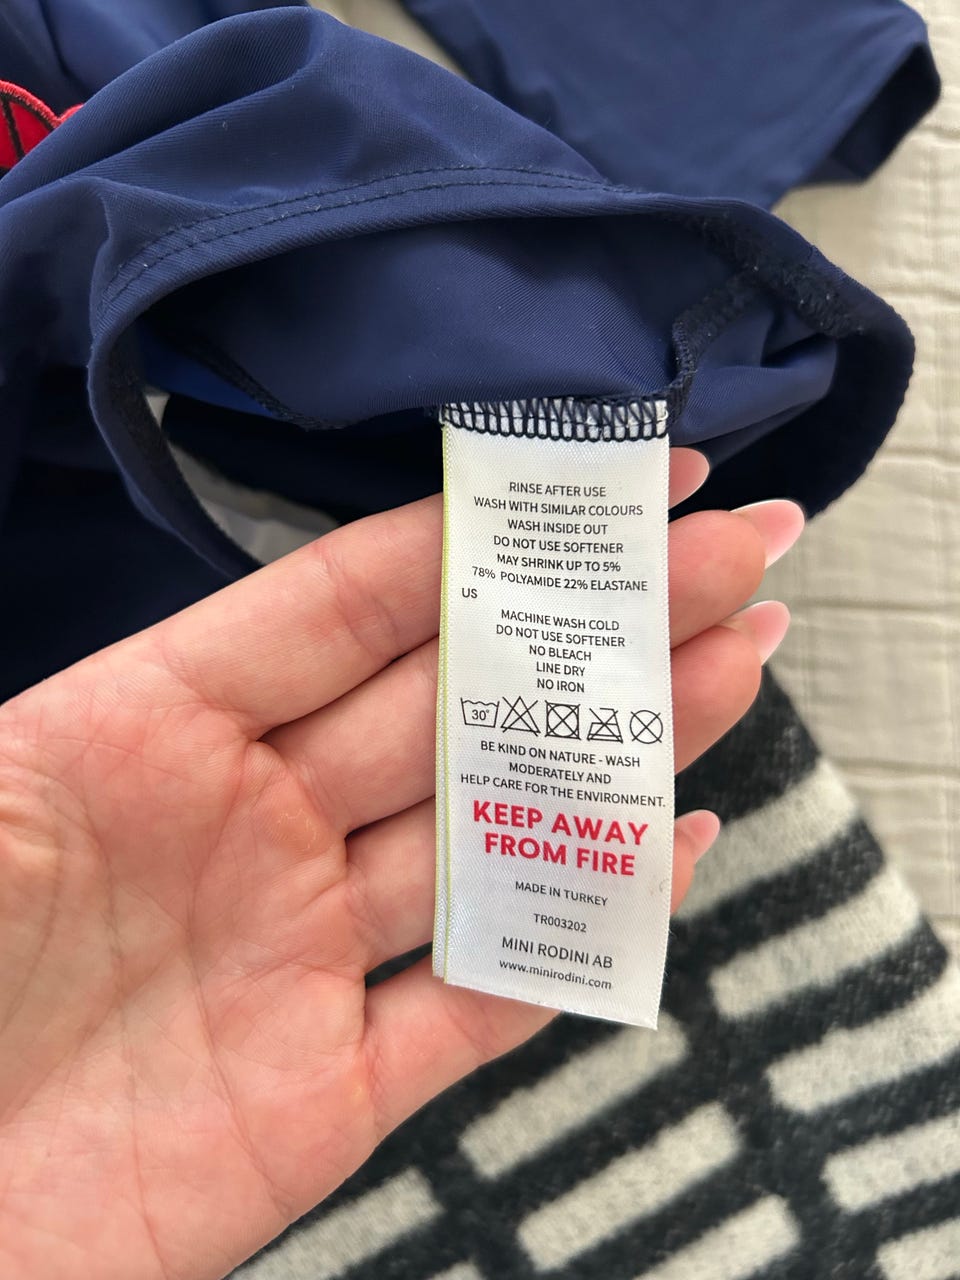 RINSE AFTER USE
WASH WITH SIMILAR COLOURS
WASH INSIDE OUT
DO NOT USE SOFTENER
MAY SHRINK UP TO 5%
78% POLYAMIDE 22% ELASTANE
US
MACHINE WASH COLD
DO NOT USE SOFTENER
NO BLEACH
LINE DRY
NO IRON
30°
BE KIND ON NATURE - WASH
MODERATELY AND
HELP CARE FOR THE ENVIRONMENT.
KEEP AWAY
FROM FIRE
MADE IN TURKEY
TR003202
MINI RODINI AB
www.minirodini.com